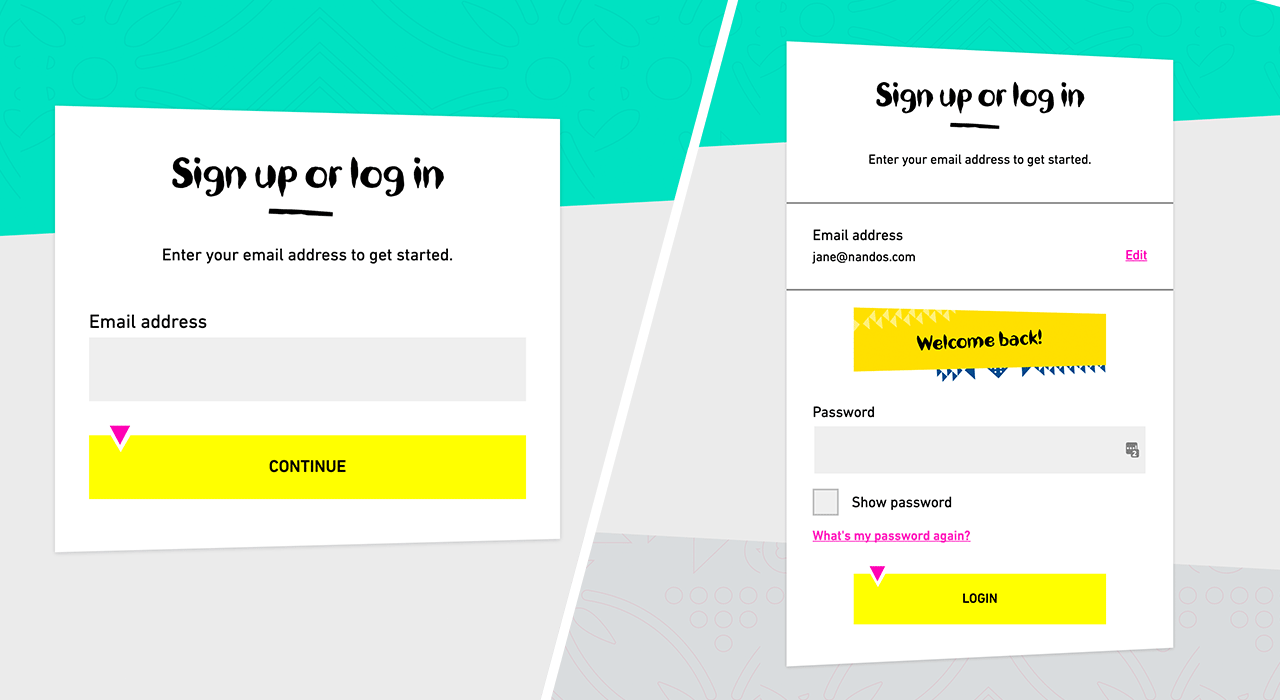 Sign up or log in
Enter your email address to get started.
Email address
CONTINUE
Sign up or log in
Enter your email address to get started.
Email address
jane@nandos.com
Edit
Welcome back!
Password
2
Show password
What's my password again?
LOGIN